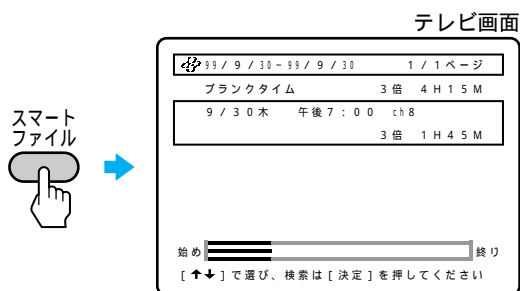 テレビ画面
99/9/30~99/9/30 1/1ページ
ブランクタイム 3倍 4H15M
9/30木 午後7:00 ch8
3倍 1H45M
スマート
ファイル
始め 終り
[↑↓]で選び、検索は[決定]を押してください